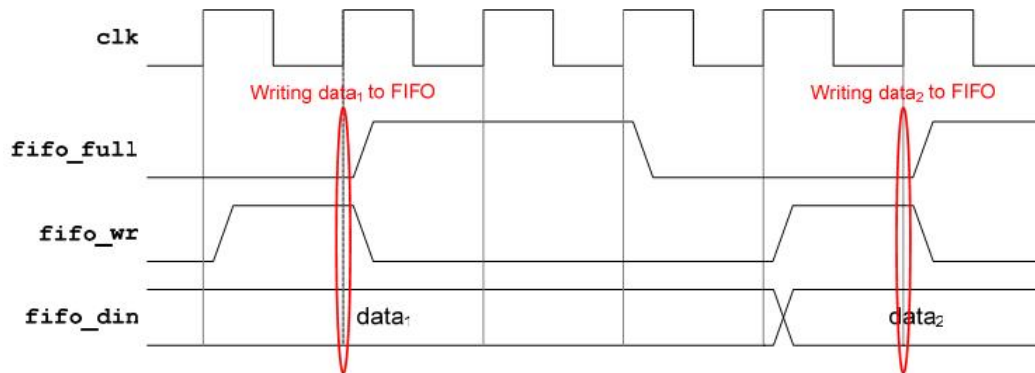 clk
Writing data₁ to FIFO Writing data₂ to FIFO
fifo_full
fifo_wr
fifo_din data₁ data₂